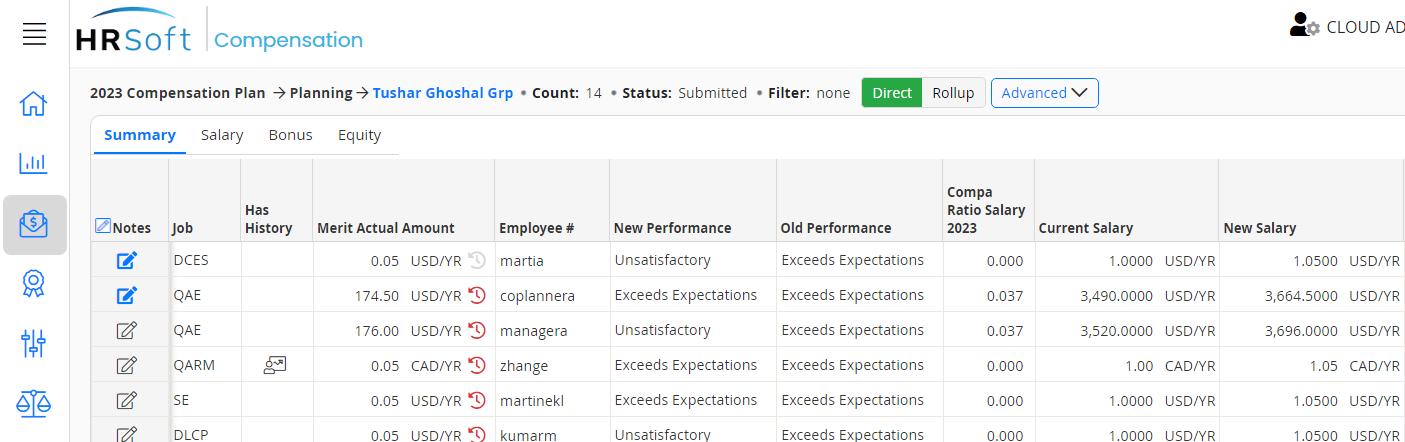 HRSoft Compensation
CLOUD AD
2023 Compensation Plan → Planning → Tushar Ghoshal Grp • Count: 14 • Status: Submitted • Filter: none Direct Rollup Advanced
Summary Salary Bonus Equity
Notes Job Has History Merit Actual Amount Employee # New Performance Old Performance Compa Ratio Salary 2023 Current Salary New Salary
DCES 0.05 USD/YR martia Unsatisfactory Exceeds Expectations 0.000 1.0000 USD/YR 1.0500 USD/YR
QAE 174.50 USD/YR coplannera Exceeds Expectations Exceeds Expectations 0.037 3,490.0000 USD/YR 3,664.5000 USD/YR
QAE 176.00 USD/YR managera Unsatisfactory Exceeds Expectations 0.037 3,520.0000 USD/YR 3,696.0000 USD/YR
QARM 0.05 CAD/YR zhange Exceeds Expectations Exceeds Expectations 0.000 1.00 CAD/YR 1.05 CAD/YR
SE 0.05 USD/YR martinekl Exceeds Expectations Exceeds Expectations 0.000 1.0000 USD/YR 1.0500 USD/YR
DLCP 0.05 USD/YR kumarm Unsatisfactory Exceeds Expectations 0.000 1.0000 USD/YR 1.0500 USD/YR